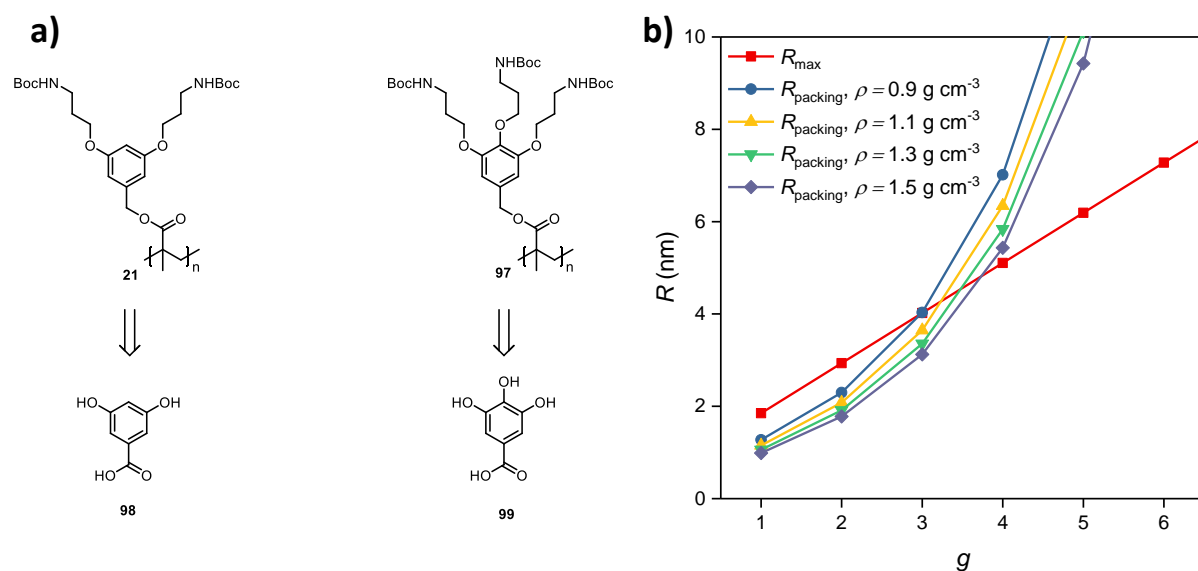 a)
BocHN
NHBoc
O
O
O
O
n
21
HO
OH
HO
O
98
NHBoc
BocHN
NHBoc
O
O
O
O
O
n
97
OH
HO
OH
HO
O
99
b)
R (nm)
10
8
6
4
2
0
1 2 3 4 5 6
g
Rmax
Rpacking, ρ = 0.9 g cm⁻³
Rpacking, ρ = 1.1 g cm⁻³
Rpacking, ρ = 1.3 g cm⁻³
Rpacking, ρ = 1.5 g cm⁻³